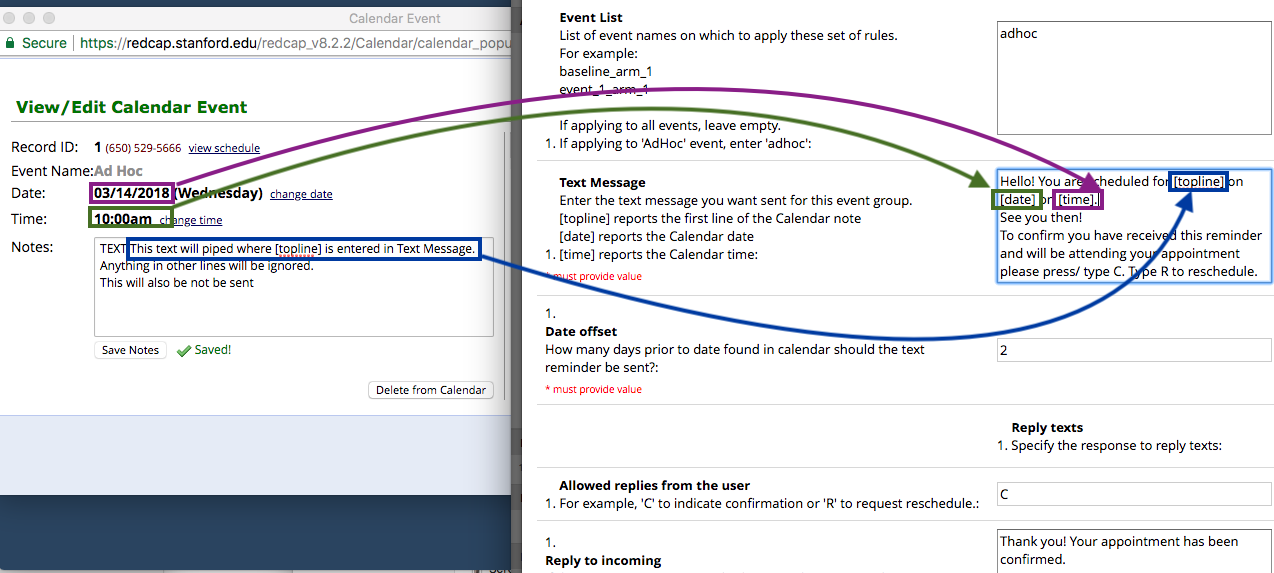 Calendar Event
Secure https://redcap.stanford.edu/redcap_v8.2.2/Calendar/calendar_popu
View/Edit Calendar Event
Record ID: 1 (650) 529-5666 view schedule
Event Name: Ad Hoc
Date: 03/14/2018 (Wednesday) change date
Time: 10:00am change time
Notes: TEXT This text will piped where [topline] is entered in Text Message.
Anything in other lines will be ignored.
This will also be not be sent
Save Notes Saved!
Delete from Calendar
Event List
List of event names on which to apply these set of rules.
For example:
baseline_arm_1
event_1_arm_1
If applying to all events, leave empty.
1. If applying to 'AdHoc' event, enter 'adhoc':
adhoc
Text Message
Enter the text message you want sent for this event group.
[topline] reports the first line of the Calendar note
[date] reports the Calendar date
1. [time] reports the Calendar time:
* must provide value
Hello! You are scheduled for [topline] on
[date] on [time].
See you then!
To confirm you have received this reminder
and will be attending your appointment
please press/ type C. Type R to reschedule.
1.
Date offset
How many days prior to date found in calendar should the text
reminder be sent?:
* must provide value
2
Reply texts
1. Specify the response to reply texts:
Allowed replies from the user
1. For example, 'C' to indicate confirmation or 'R' to request reschedule.:
C
1.
Reply to incoming
Thank you! Your appointment has been
confirmed.